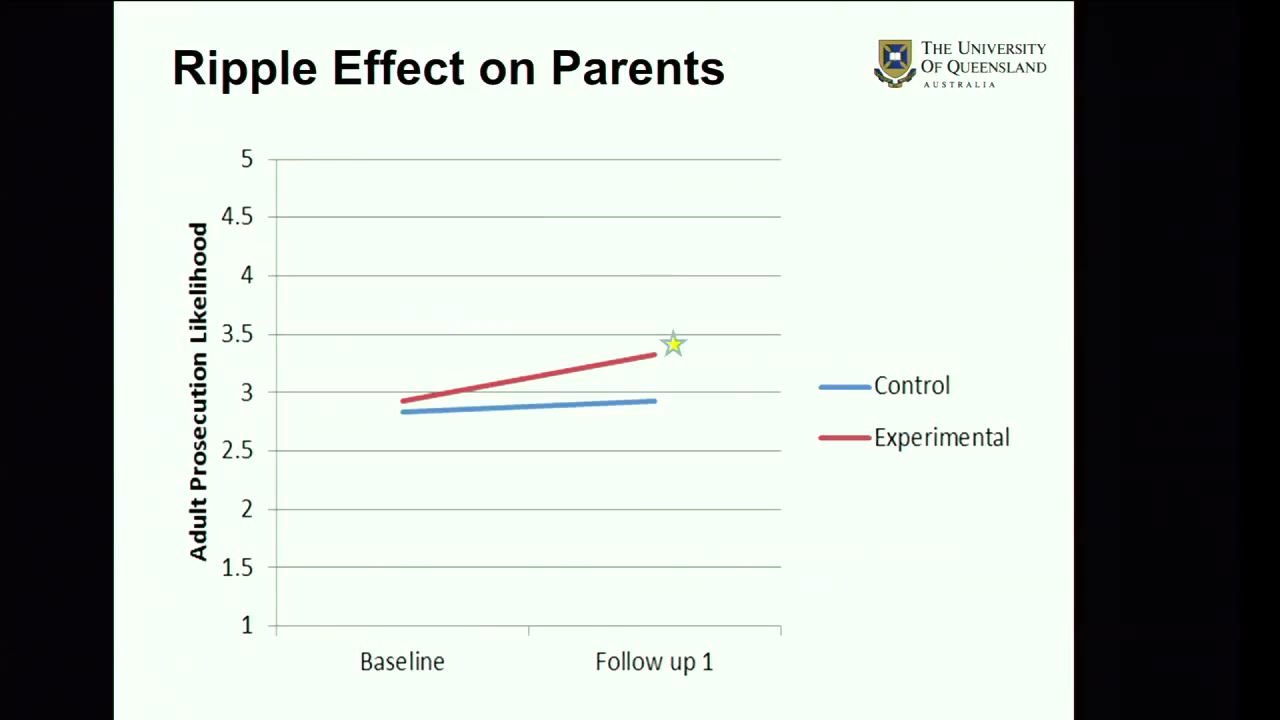 Ripple Effect on Parents
THE UNIVERSITY
OF QUEENSLAND
AUSTRALIA
Adult Prosecution Likelihood
5
4.5
4
3.5
3
2.5
2
1.5
1
Baseline
Follow up 1
Control
Experimental